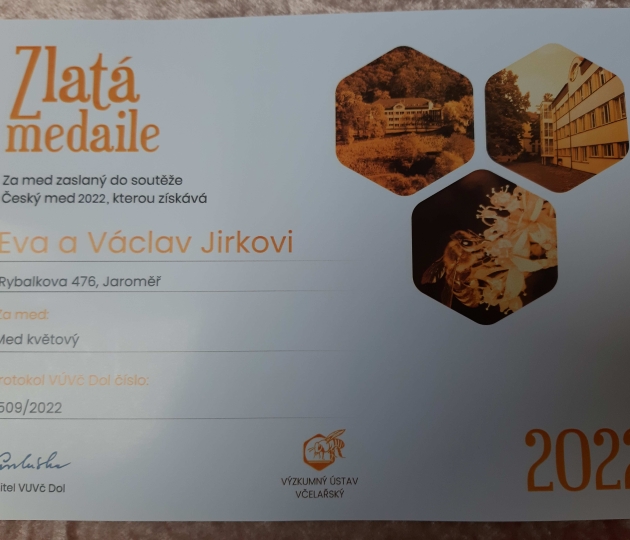 Zlatá
medaile
Za med zaslaný do soutěže
Český med 2022, kterou získává
Eva a Václav Jirkovi
Rybalkova 476, Jaroměř
Za med:
Med květový
rotokol VÚVč Dol číslo:
509/2022
itel VÚVč Dol
VÝZKUMNÝ ÚSTAV
VČELAŘSKÝ
2022